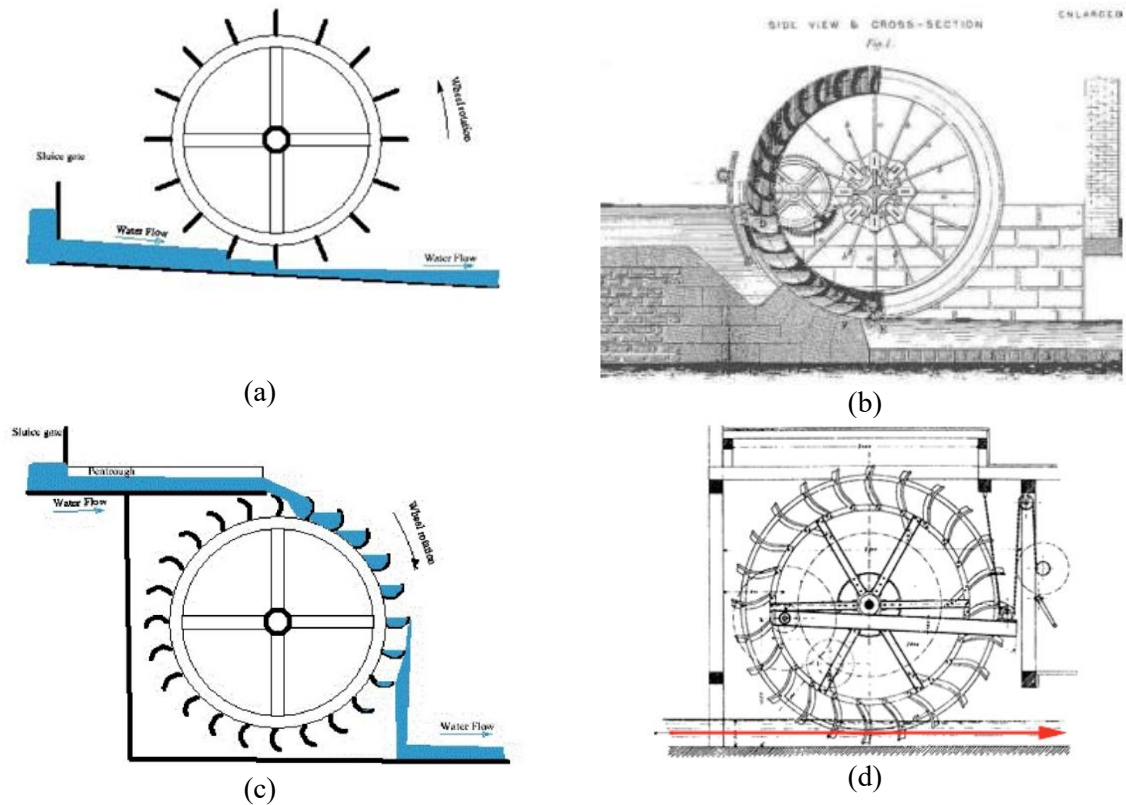 Wheel rotation
Sluice gate
Water Flow
Water Flow
(a)
SIDE VIEW & CROSS-SECTION
ENLARGED
Fig. 1.
(b)
Sluice gate
Pentrough
Water Flow
Wheel rotation
Water Flow
(c)
(d)